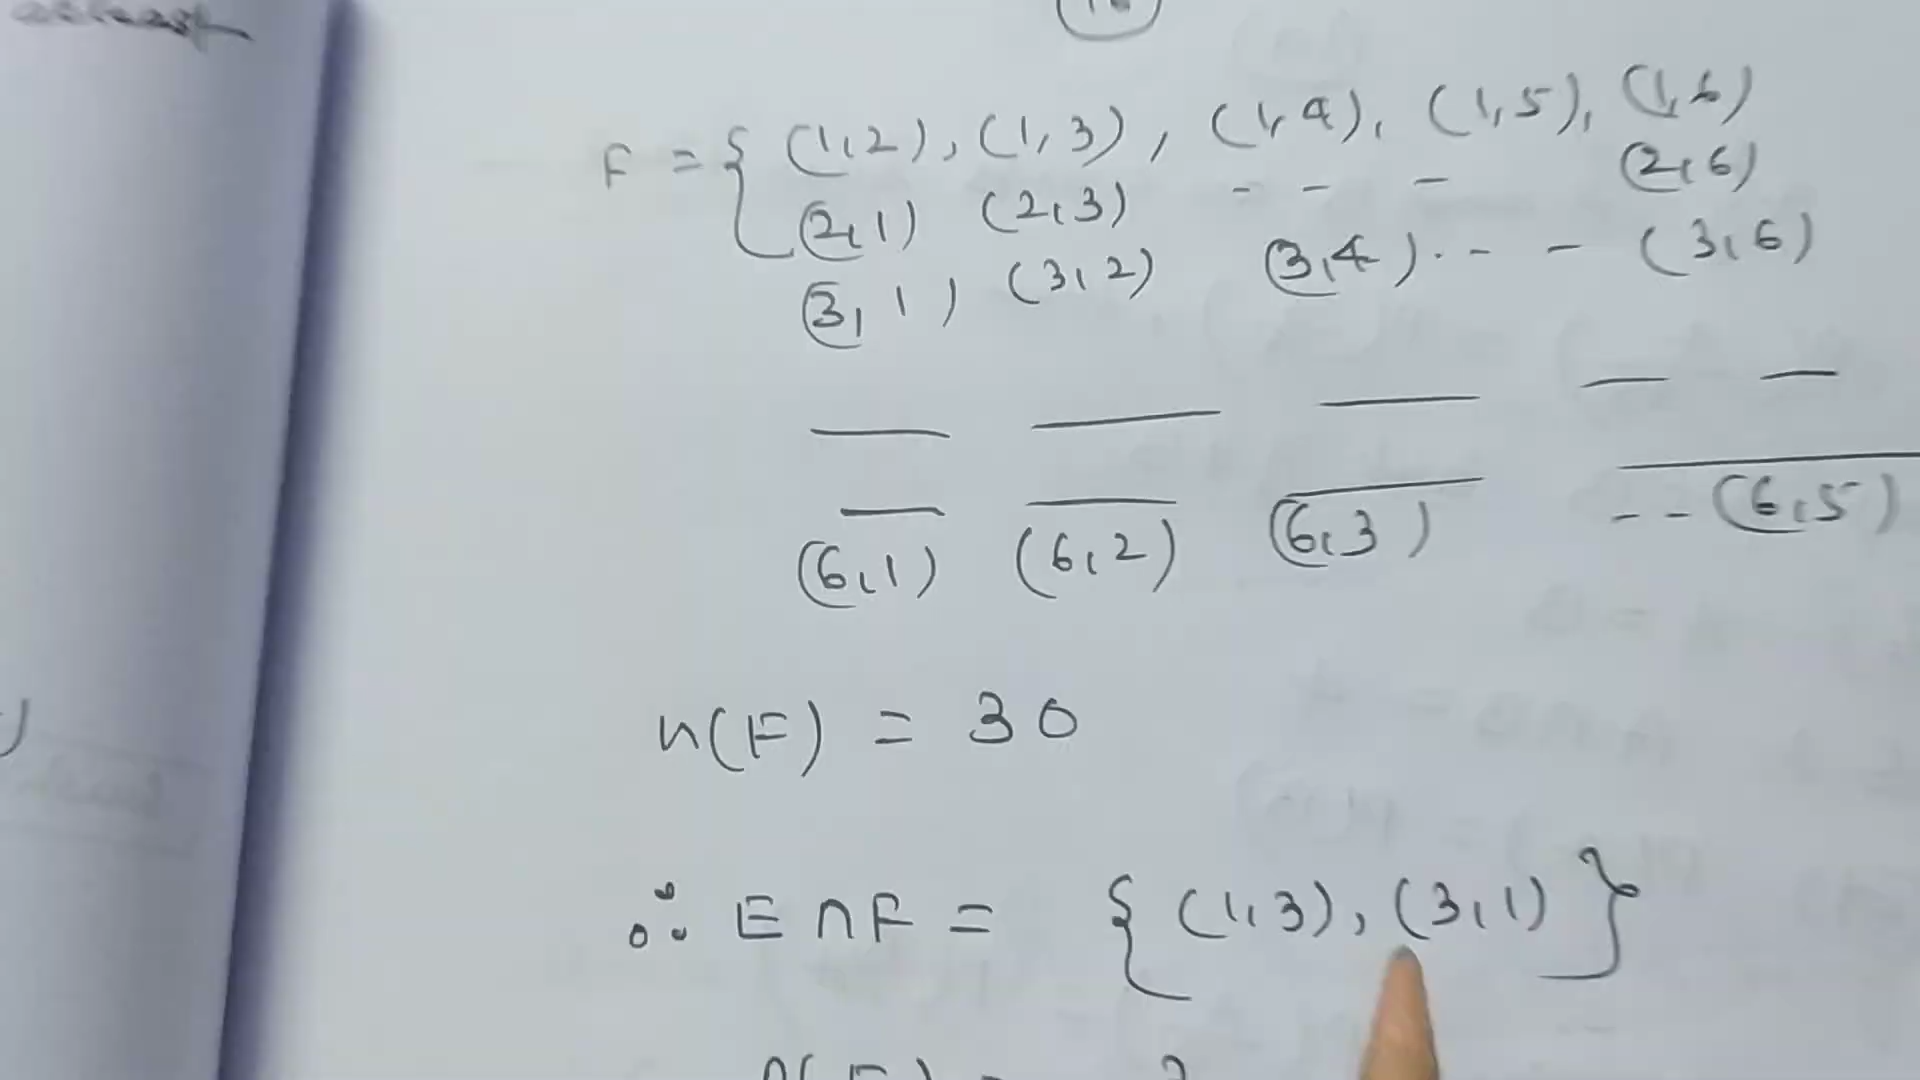 F = { (1,2), (1,3), (1,4), (1,5), (1,6)
(2,1) (2,3) - - - (2,6)
(3,1) (3,2) (3,4) . - - - (3,6)
(6,1) (6,2) (6,3) - - (6,5)
n(F) = 30
∴ E ∩ F = { (1,3), (3,1) }